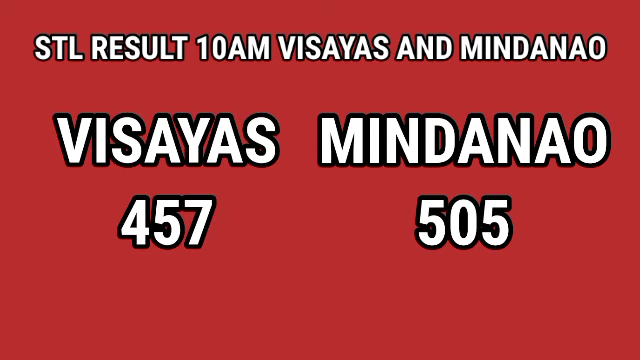 STL RESULT 10AM VISAYAS AND MINDANAO
VISAYAS MINDANAO
457 505